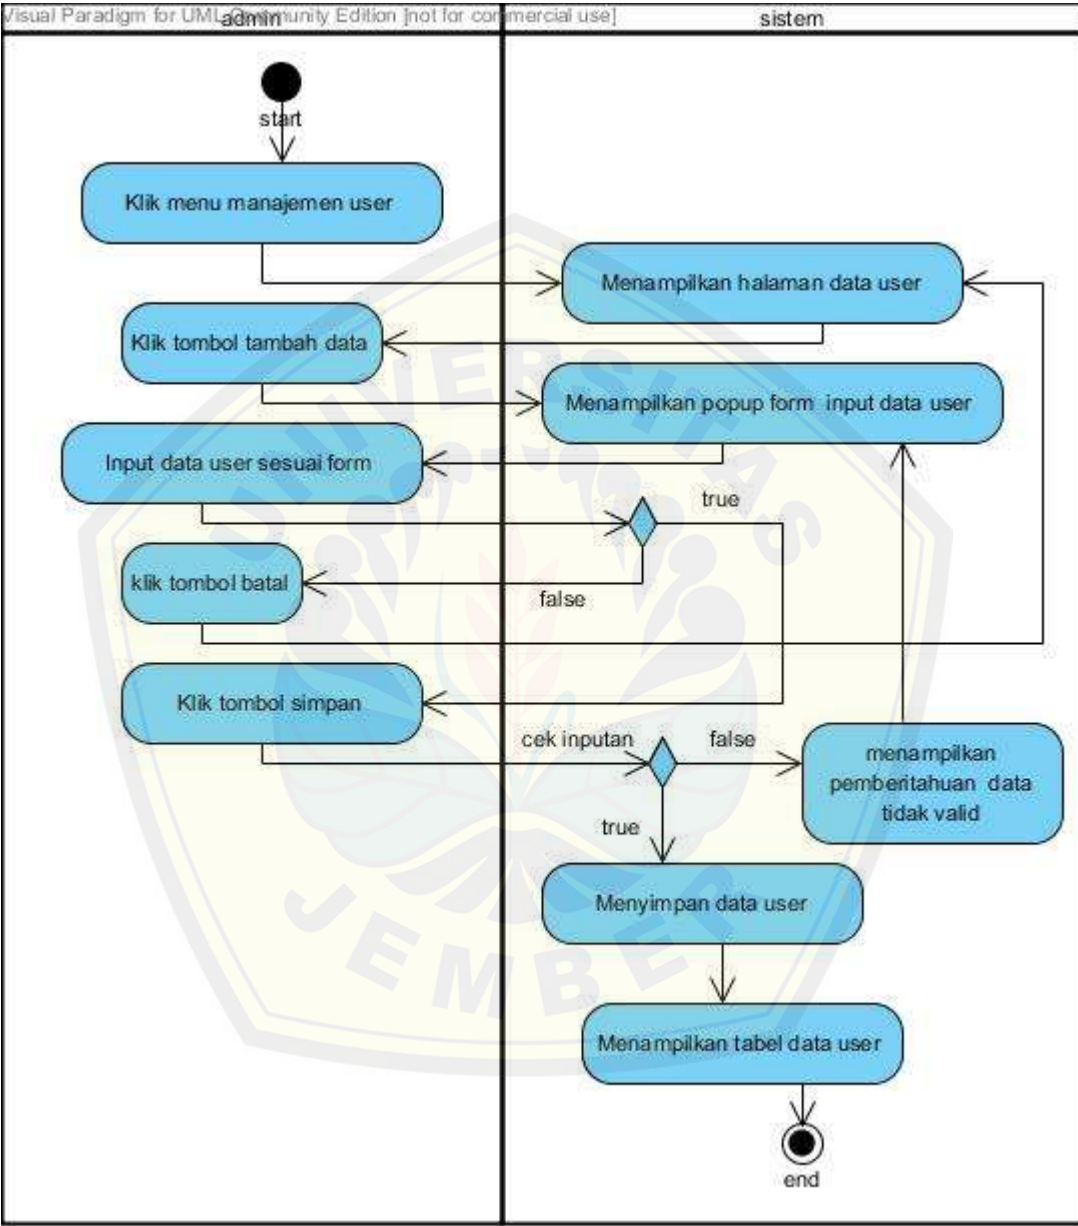 Visual Paradigm for UML Community Edition [not for commercial use]
admin
sistem
start
Klik menu manajemen user
Menampilkan halaman data user
Klik tombol tambah data
Menampilkan popup form input data user
Input data user sesuai form
true
klik tombol batal
false
Klik tombol simpan
cek inputan
false
menampilkan
pemberitahuan data
tidak valid
true
Menyimpan data user
Menampilkan tabel data user
end
UNIVERSITAS
JEMBER